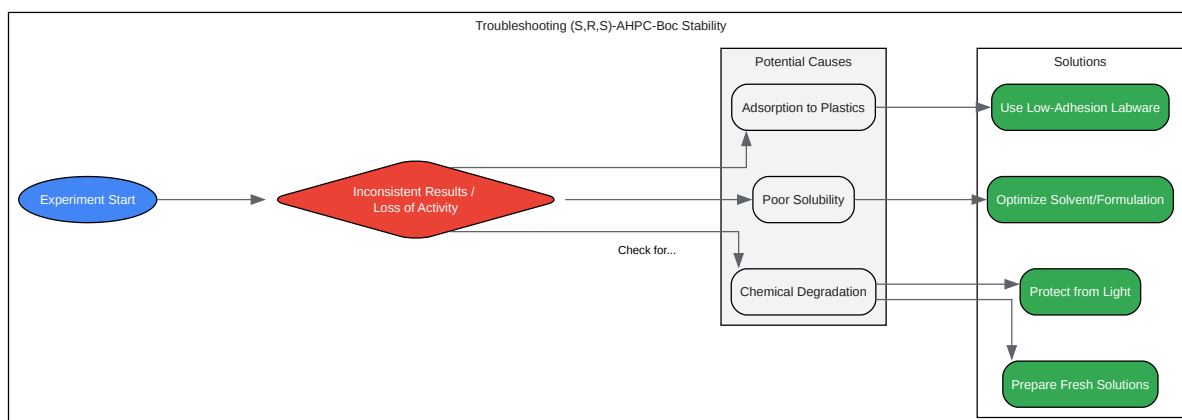 Troubleshooting (S,R,S)-AHPC-Boc Stability
Potential Causes
Solutions
Adsorption to Plastics
Use Low-Adhesion Labware
Experiment Start
Inconsistent Results /
Loss of Activity
Poor Solubility
Optimize Solvent/Formulation
Check for...
Chemical Degradation
Protect from Light
Prepare Fresh Solutions